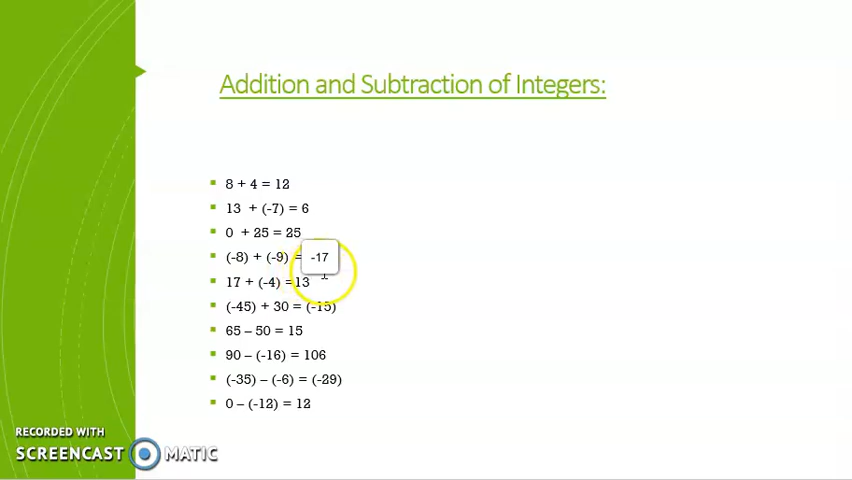 Addition and Subtraction of Integers:
8 + 4 = 12
13 + (-7) = 6
0 + 25 = 25
(-8) + (-9) = -17
17 + (-4) =13
(-45) + 30 = (-15)
65 – 50 = 15
90 – (-16) = 106
(-35) – (-6) = (-29)
0 – (-12) = 12
RECORDED WITH
SCREENCAST MATIC